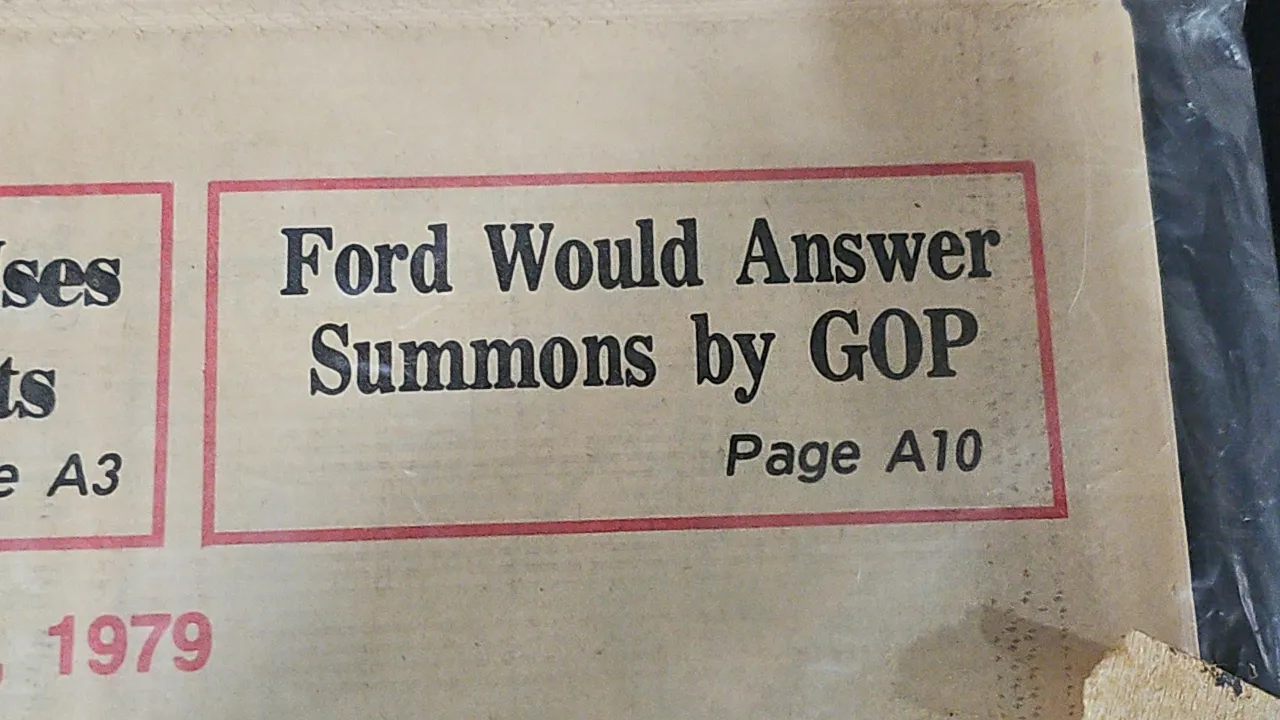 ses
ts
A3
Ford Would Answer
Summons by GOP
Page A10
, 1979